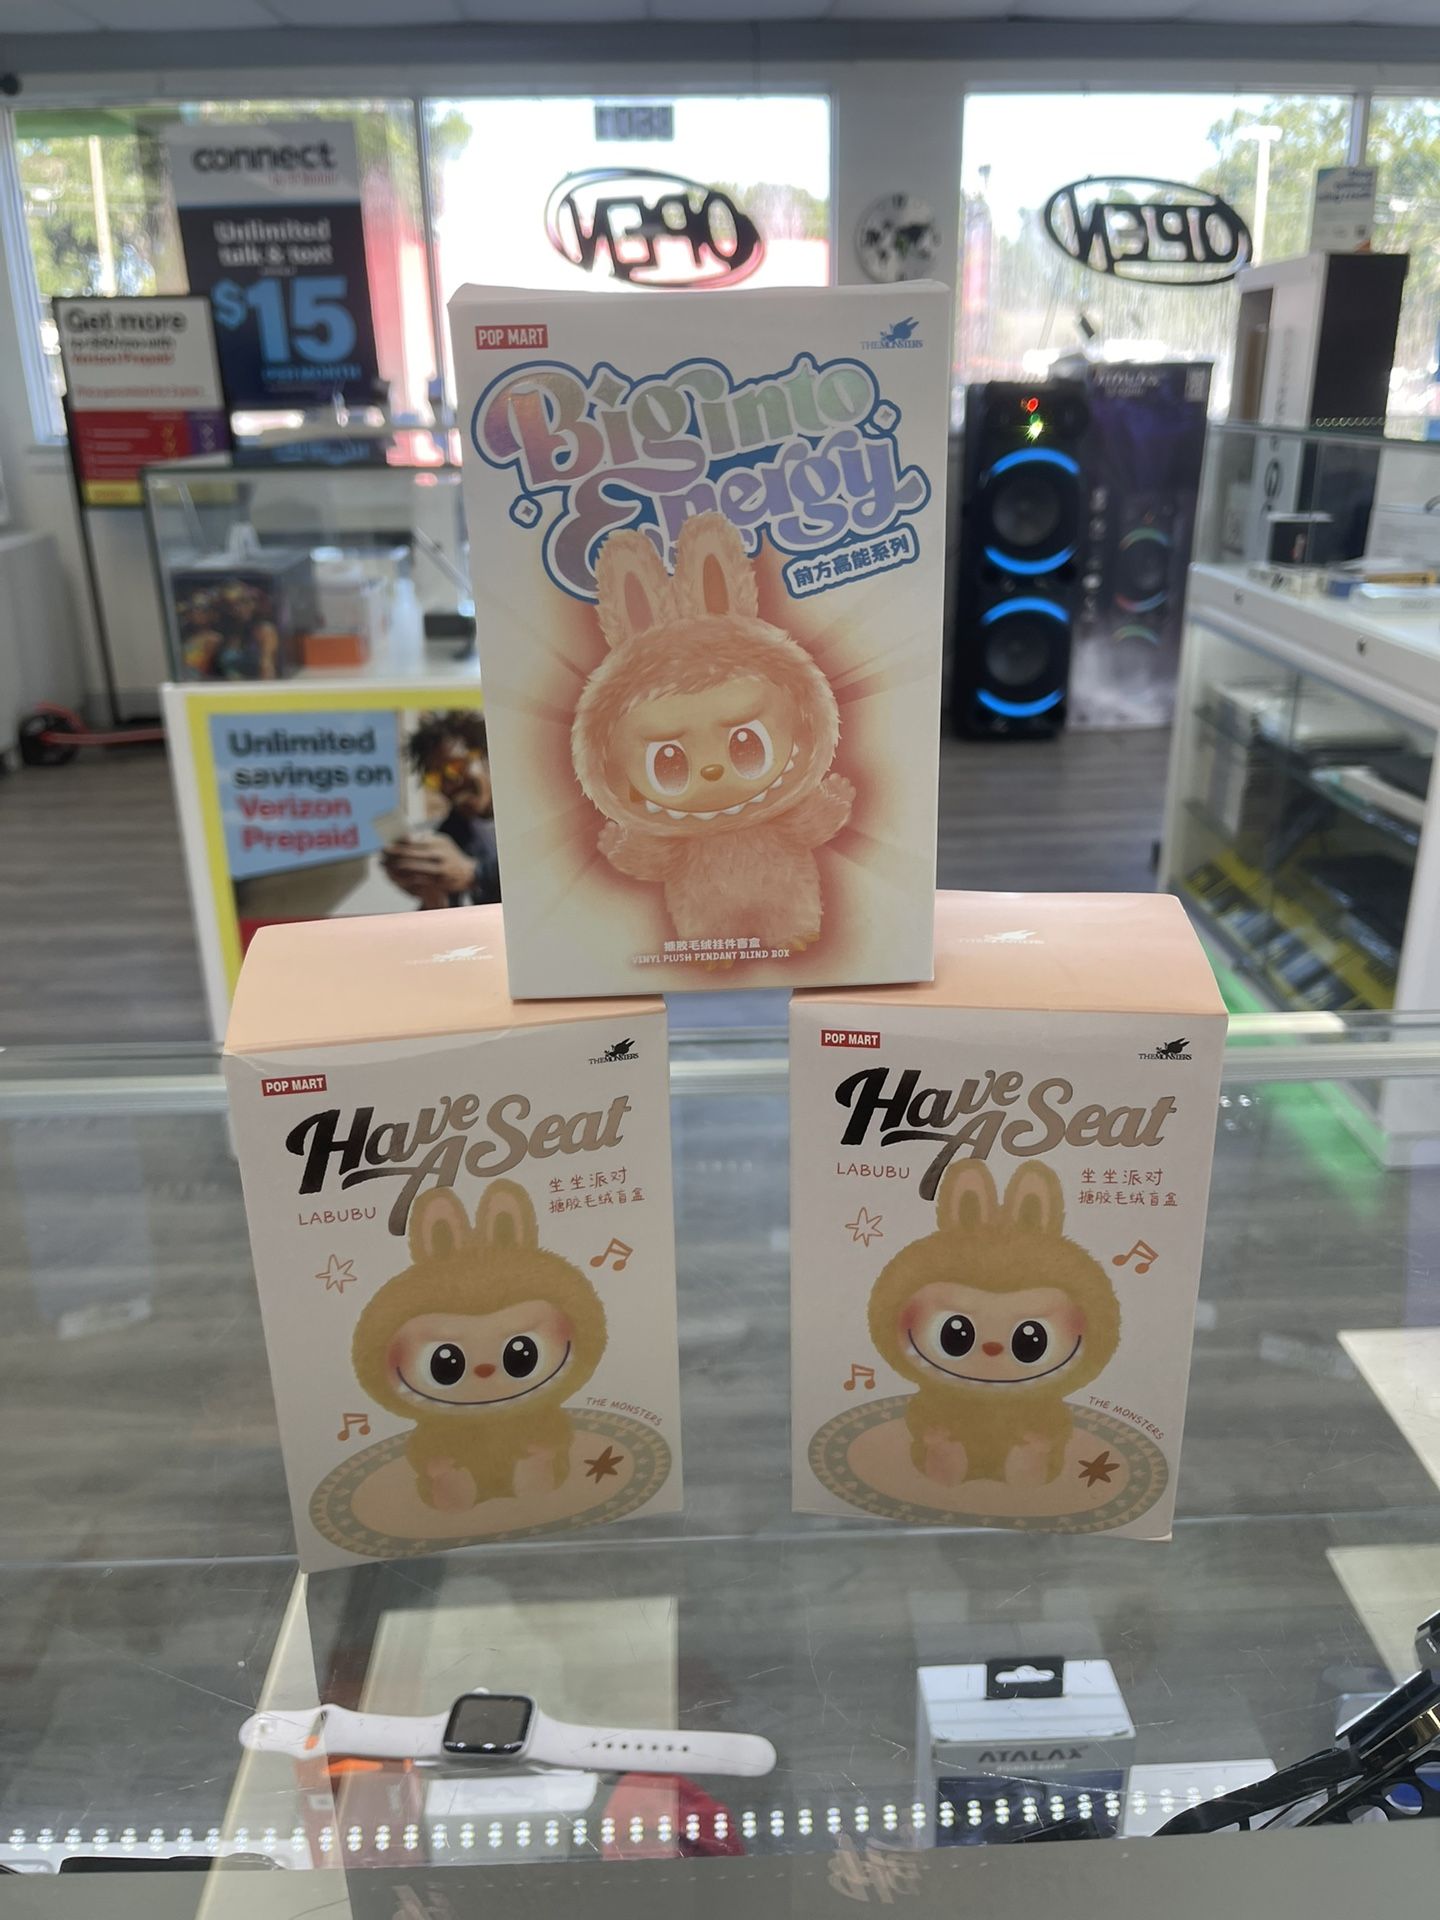 connect
Unlimited
talk & text
$15
Get more
OPEN
OPEN
Unlimited
savings on
Verizon
Prepaid
POP MART
THE MONSTERS
Big into
Energy
前方高能系列
搪胶毛绒挂件盲盒
VINYL PLUSH PENDANT BLIND BOX
POP MART
THE MONSTERS
Have
A Seat
LABUBU
坐坐派对
搪胶毛绒盲盒
THE MONSTERS
POP MART
THE MONSTERS
Have
A Seat
LABUBU
坐坐派对
搪胶毛绒盲盒
THE MONSTERS
ATALAX